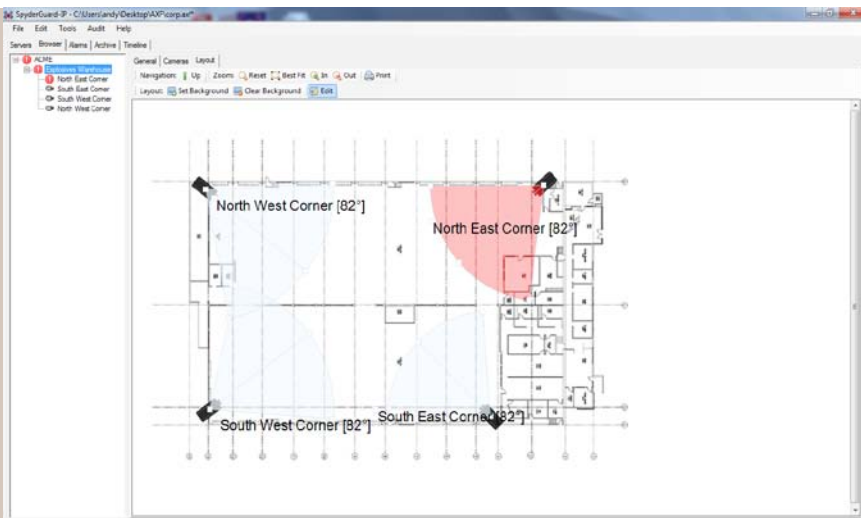 SpyderGuard-IP - C:\Users\andy\Desktop\AXP\corp.ax*
File Edit Tools Audit Help
Servers Browser Alarms Archive Timeline
ACME
Explosives Warehouse
North East Corner
South East Corner
South West Corner
North West Corner
General Cameras Layout
Navigation: Up Zoom: Reset Best Fit In Out Print
Layout: Set Background Clear Background Edit
North West Corner [82°]
North East Corner [82°]
South West Corner [82°]
South East Corner [82°]